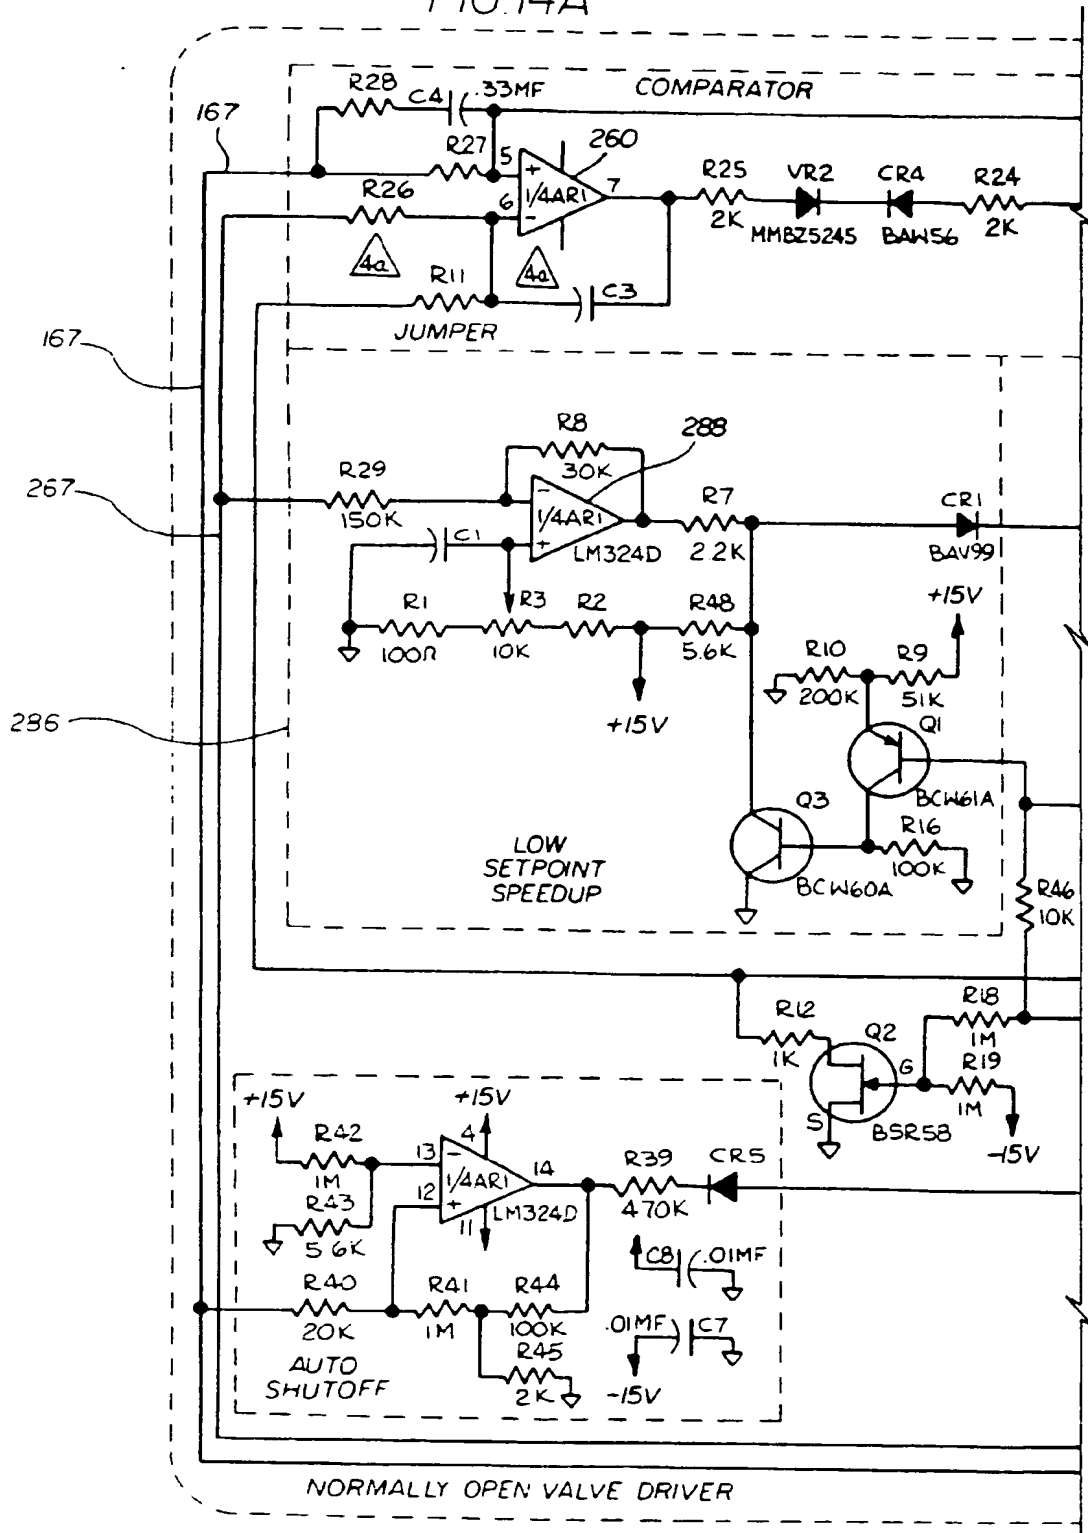 FIG.14A
COMPARATOR
R28
C4
.33MF
167
R27
5
+
260
1/4AR1
7
R26
6
-
4a
4a
R25
2K
VR2
MMBZ5245
CR4
BAW56
R24
2K
R11
C3
JUMPER
167
R8
30K
288
R29
150K
-
1/4AR1
+
LM324D
267
C1
R7
2.2K
CR1
BAV99
R1
100Ω
R3
10K
R2
R48
5.6K
+15V
+15V
R10
200K
R9
51K
286
Q1
BCW61A
Q3
BCW60A
R16
100K
LOW
SETPOINT
SPEEDUP
R46
10K
R12
1K
Q2
G
S
BSR58
R18
1M
R19
1M
-15V
+15V
R42
1M
+15V
4
13
-
1/4AR1
14
12
+
11
LM324D
R43
5.6K
R39
470K
CR5
C8
.01MF
R40
20K
R41
1M
R44
100K
.01MF
C7
R45
2K
-15V
AUTO
SHUTOFF
NORMALLY OPEN VALVE DRIVER